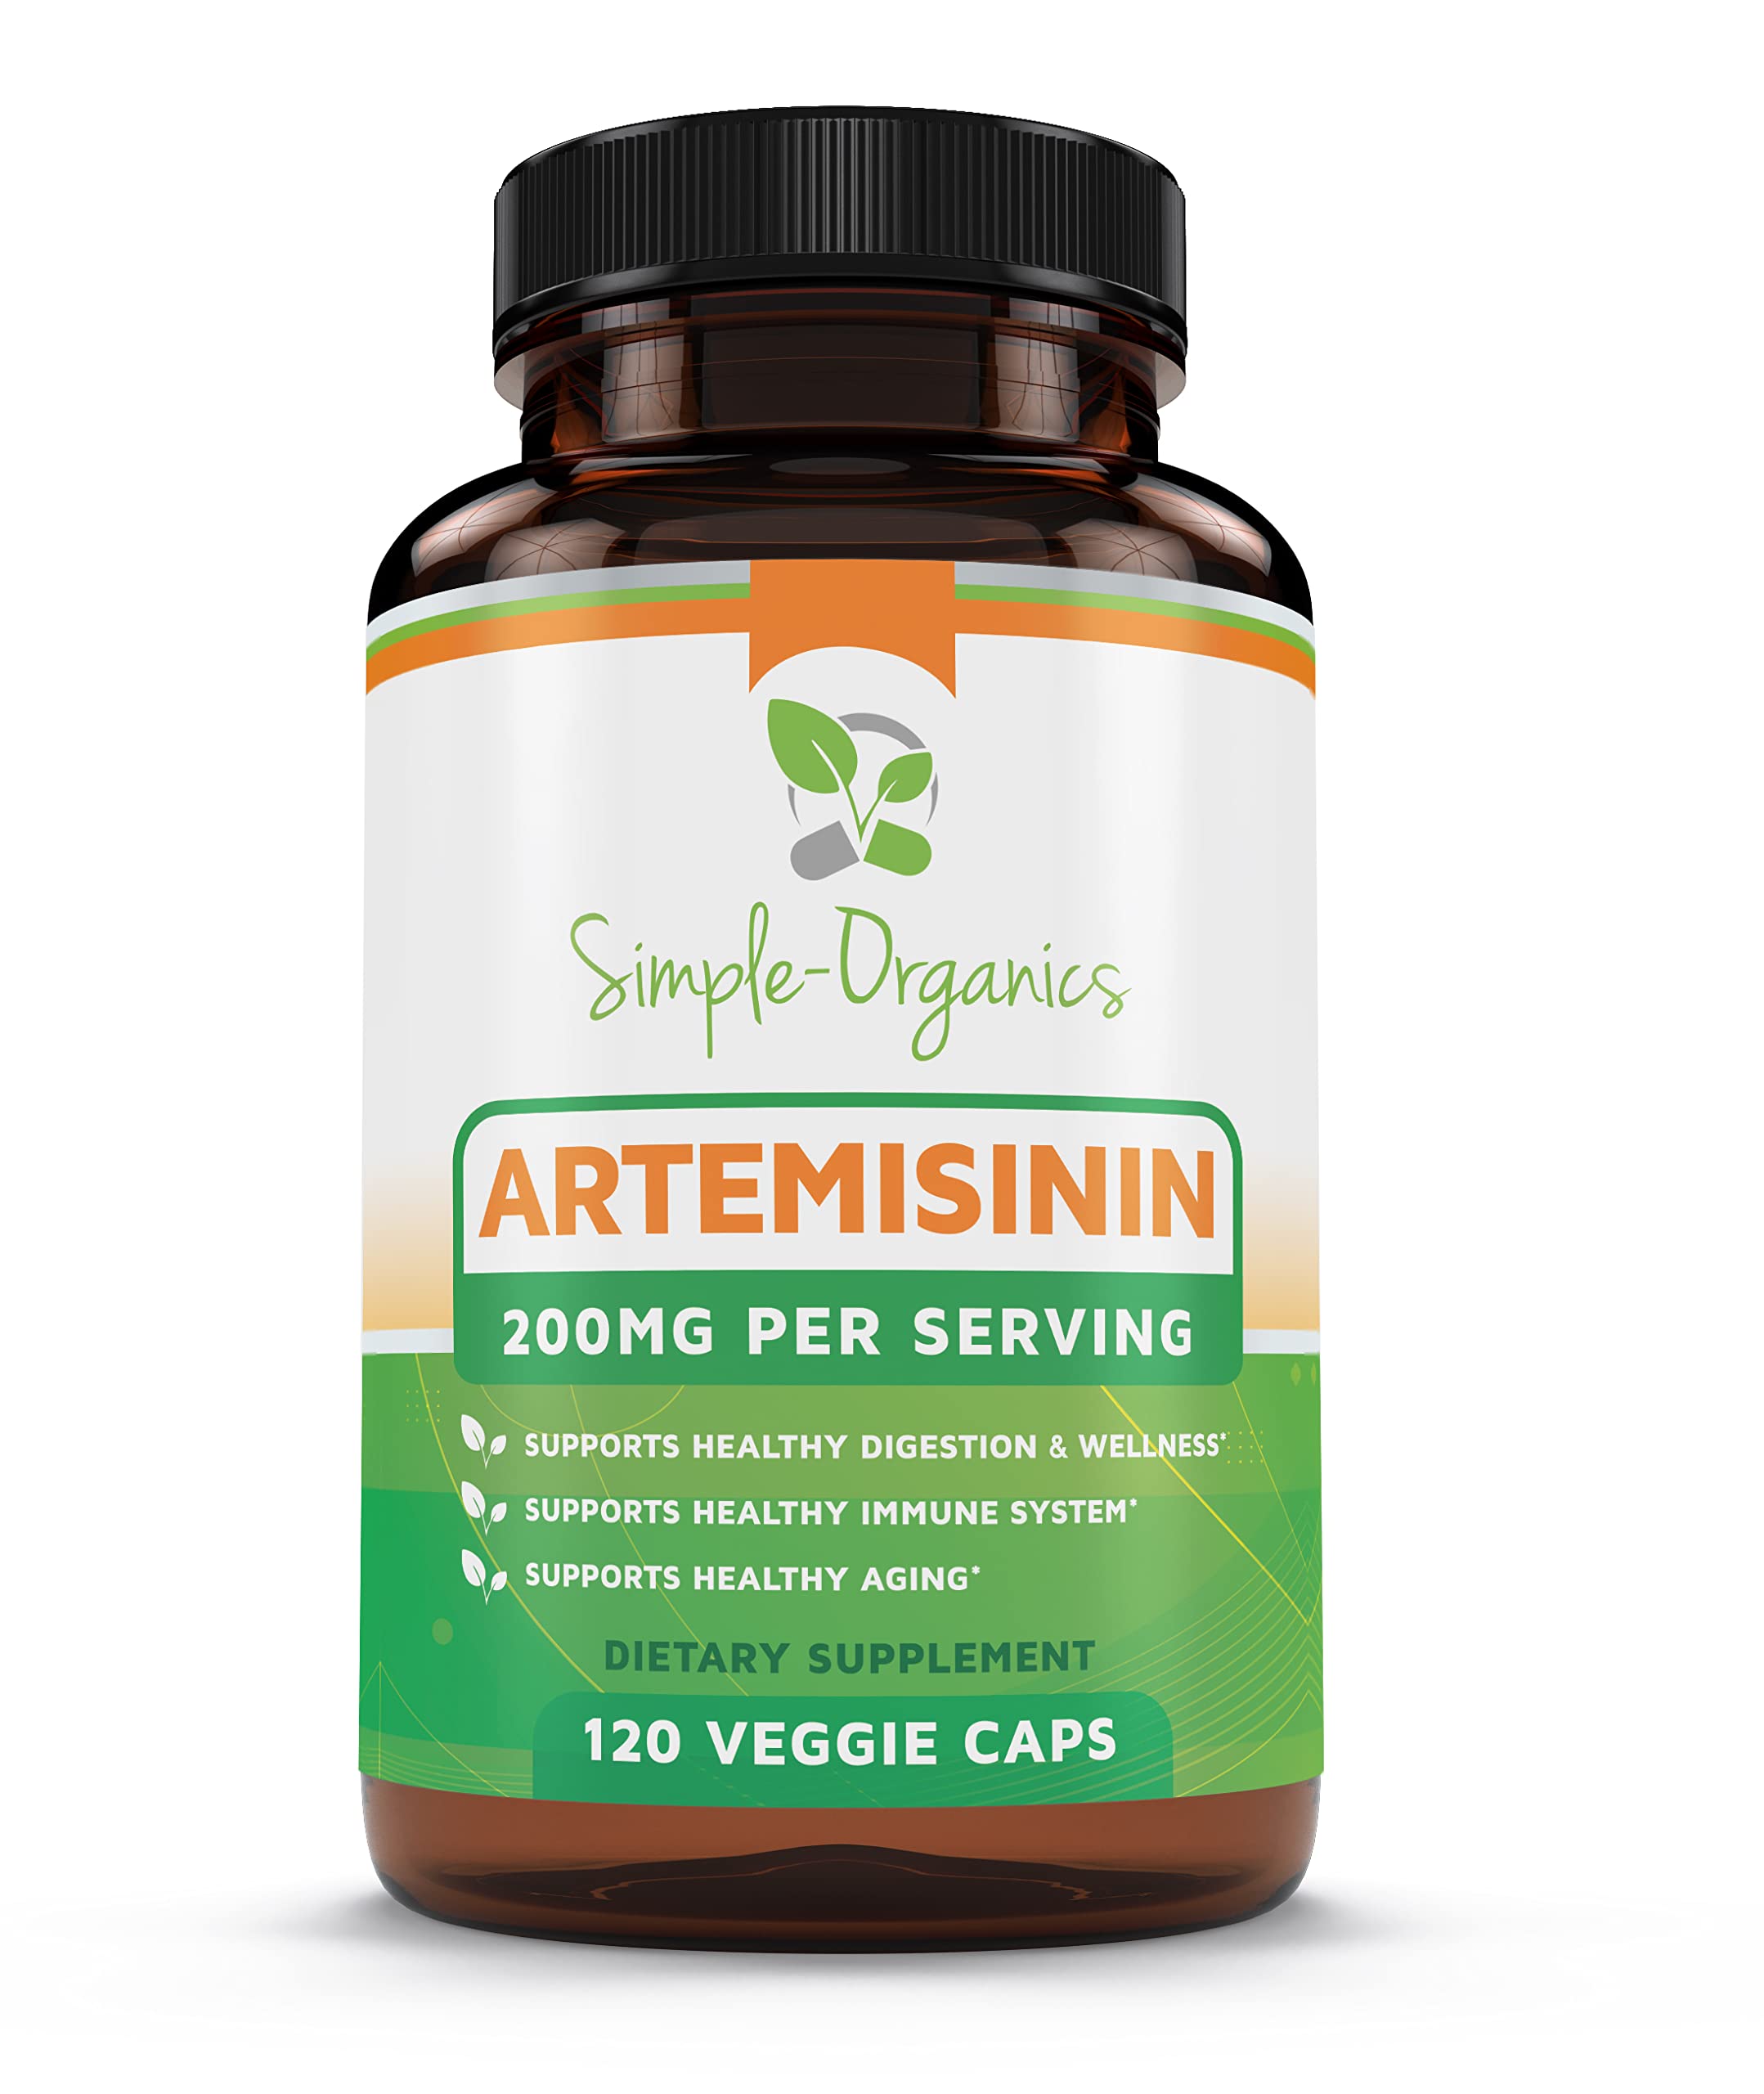 Simple-Organics
ARTEMISININ
200MG PER SERVING
SUPPORTS HEALTHY DIGESTION & WELLNESS*
SUPPORTS HEALTHY IMMUNE SYSTEM*
SUPPORTS HEALTHY AGING*
DIETARY SUPPLEMENT
120 VEGGIE CAPS